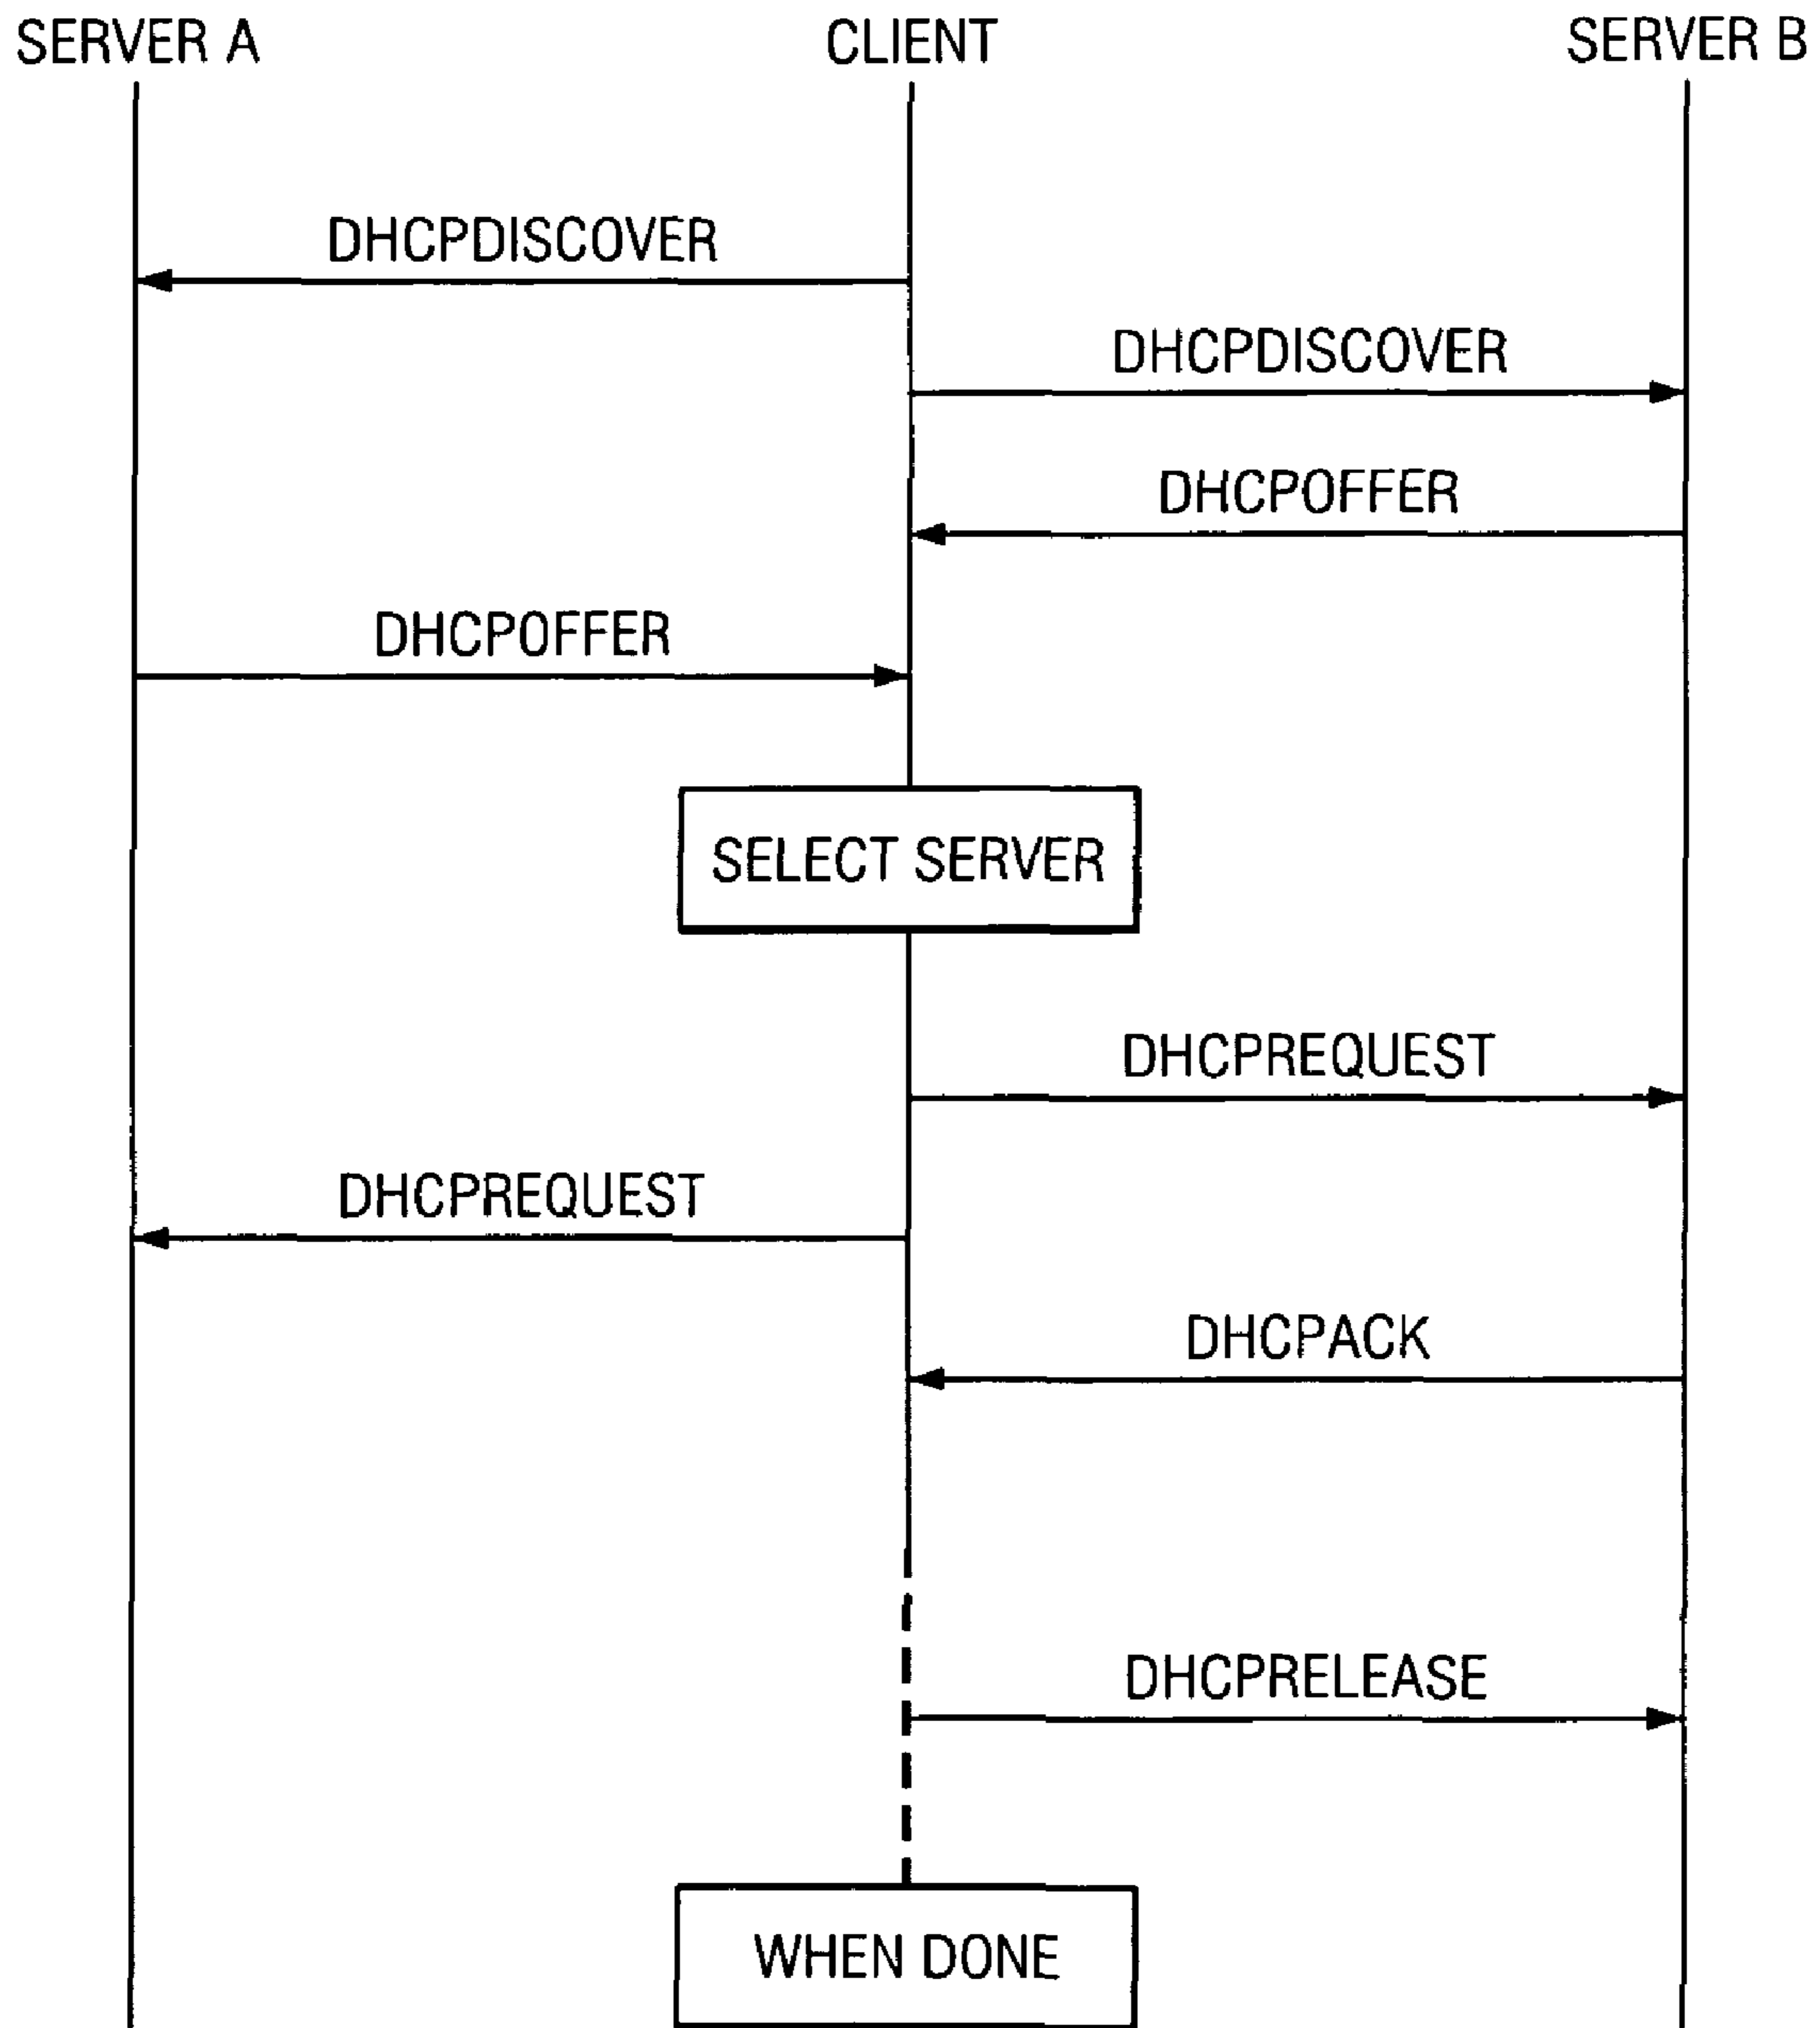 SERVER A
CLIENT
SERVER B
DHCPDISCOVER
DHCPDISCOVER
DHCPOFFER
DHCPOFFER
SELECT SERVER
DHCPREQUEST
DHCPREQUEST
DHCPACK
DHCPRELEASE
WHEN DONE